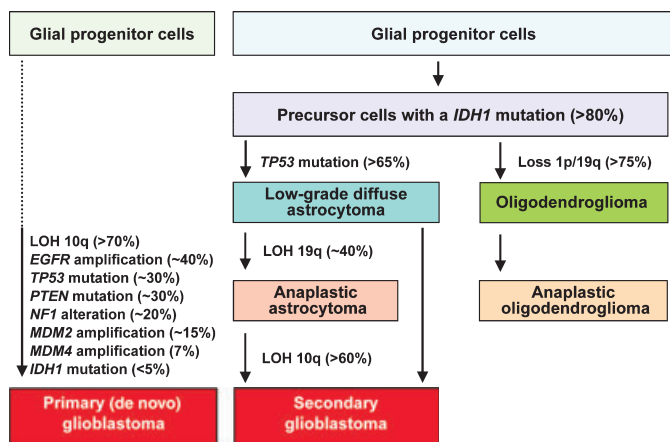 Glial progenitor cells
Glial progenitor cells
Precursor cells with a IDH1 mutation (>80%)
TP53 mutation (>65%)
Loss 1p/19q (>75%)
Low-grade diffuse
astrocytoma
Oligodendroglioma
LOH 10q (>70%)
EGFR amplification (~40%)
TP53 mutation (~30%)
PTEN mutation (~30%)
NF1 alteration (~20%)
MDM2 amplification (~15%)
MDM4 amplification (7%)
IDH1 mutation (<5%)
LOH 19q (~40%)
Anaplastic
astrocytoma
Anaplastic
oligodendroglioma
LOH 10q (>60%)
Primary (de novo)
glioblastoma
Secondary
glioblastoma